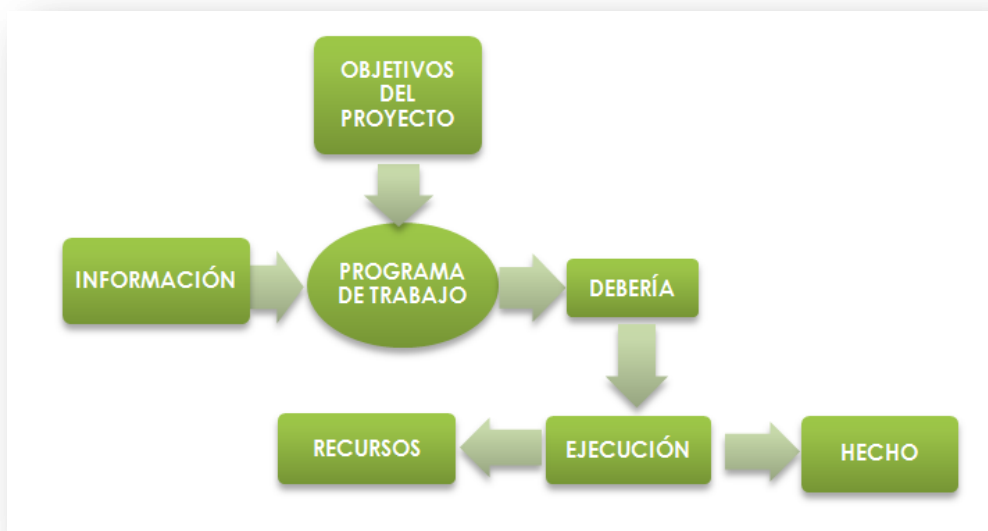 OBJETIVOS
DEL
PROYECTO
INFORMACIÓN
PROGRAMA
DE TRABAJO
DEBERÍA
RECURSOS
EJECUCIÓN
HECHO